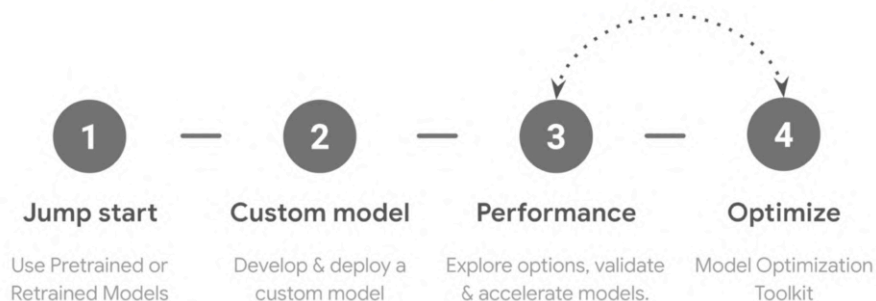 1
2
3
4
Jump start
Custom model
Performance
Optimize
Use Pretrained or
Retrained Models
Develop & deploy a
custom model
Explore options, validate
& accelerate models.
Model Optimization
Toolkit